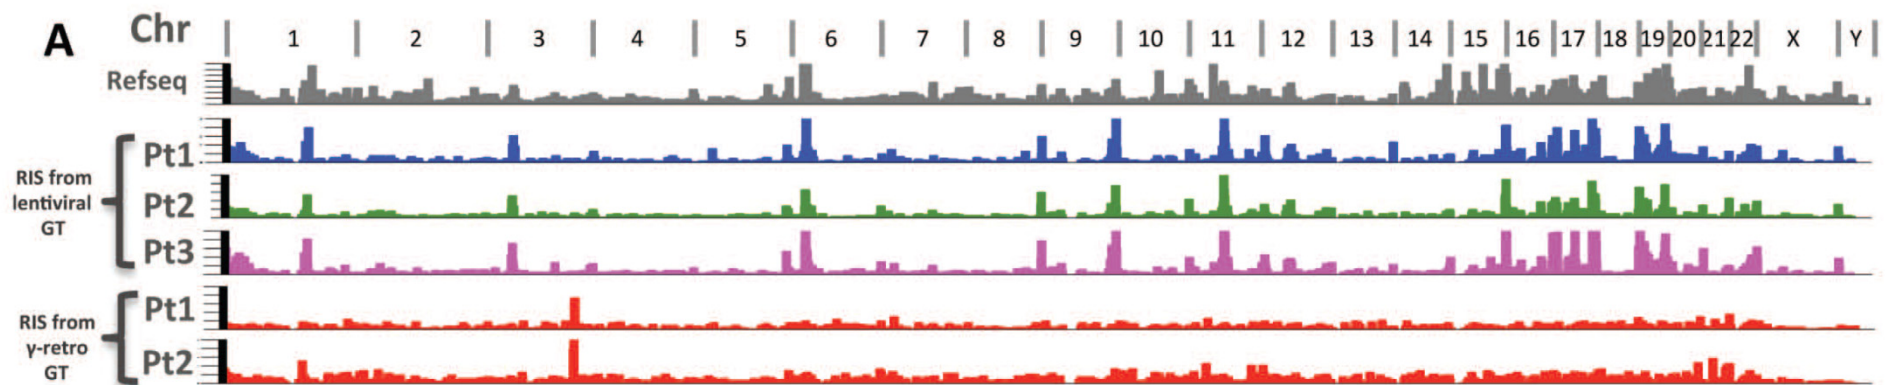 A
Chr 1 2 3 4 5 6 7 8 9 10 11 12 13 14 15 16 17 18 19 20 21 22 X Y
Refseq
RIS from
lentiviral
GT
Pt1
Pt2
Pt3
RIS from
γ-retro
GT
Pt1
Pt2